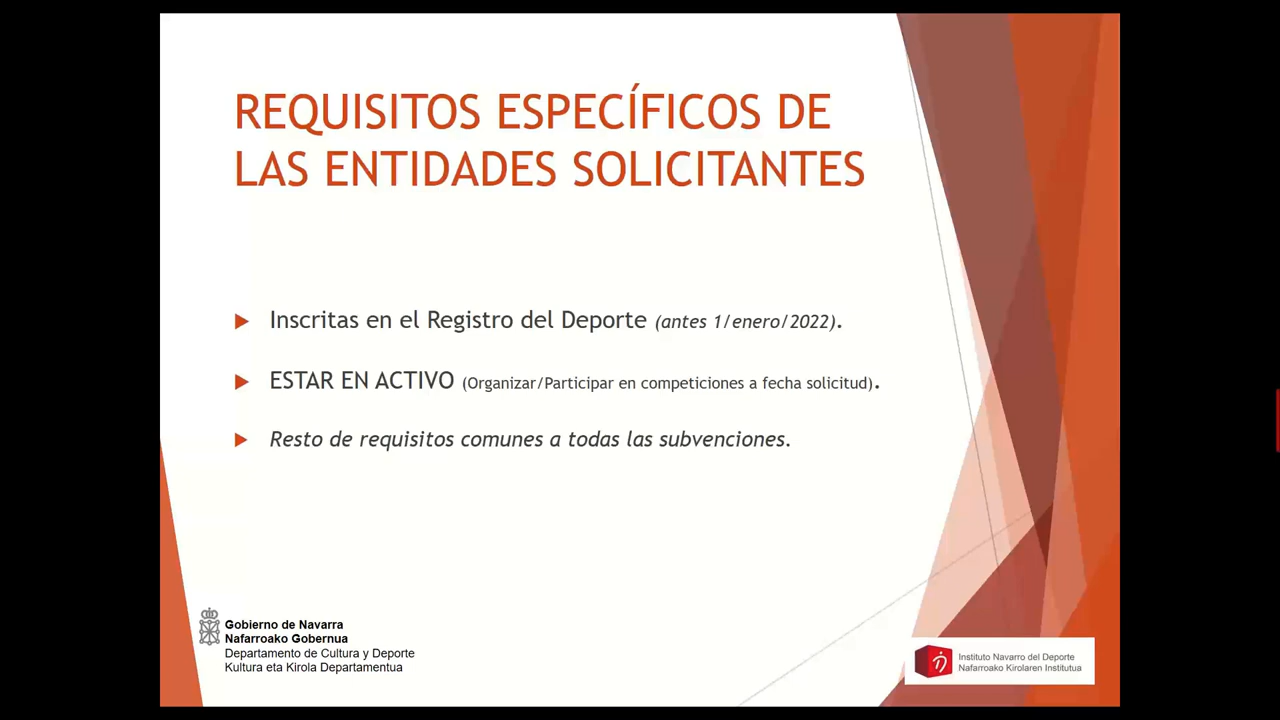 REQUISITOS ESPECÍFICOS DE
LAS ENTIDADES SOLICITANTES
Inscritas en el Registro del Deporte (antes 1/enero/2022).
ESTAR EN ACTIVO (Organizar/Participar en competiciones a fecha solicitud).
Resto de requisitos comunes a todas las subvenciones.
Gobierno de Navarra
Nafarroako Gobernua
Departamento de Cultura y Deporte
Kultura eta Kirola Departamentua
Instituto Navarro del Deporte
Nafarroako Kirolaren Institutua